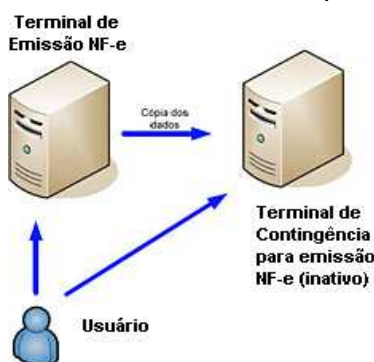 Terminal de
Emissão NF-e
Cópia dos
dados
Terminal de
Contingência
para emissão
NF-e (inativo)
Usuário